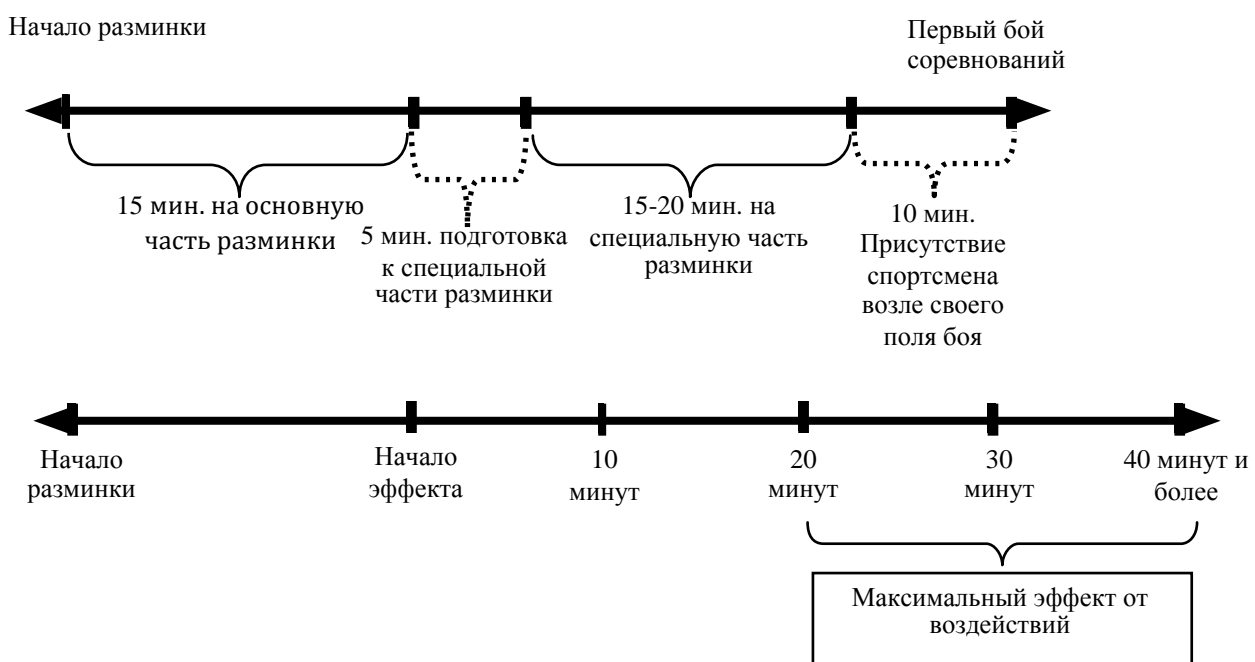 Начало разминки
Первый бой
соревнований
15 мин. на основную
часть разминки
5 мин. подготовка
к специальной
части разминки
15-20 мин. на
специальную часть
разминки
10 мин.
Присутствие
спортсмена
возле своего
поля боя
Начало
разминки
Начало
эффекта
10
минут
20
минут
30
минут
40 минут и
более
Максимальный эффект от
воздействий